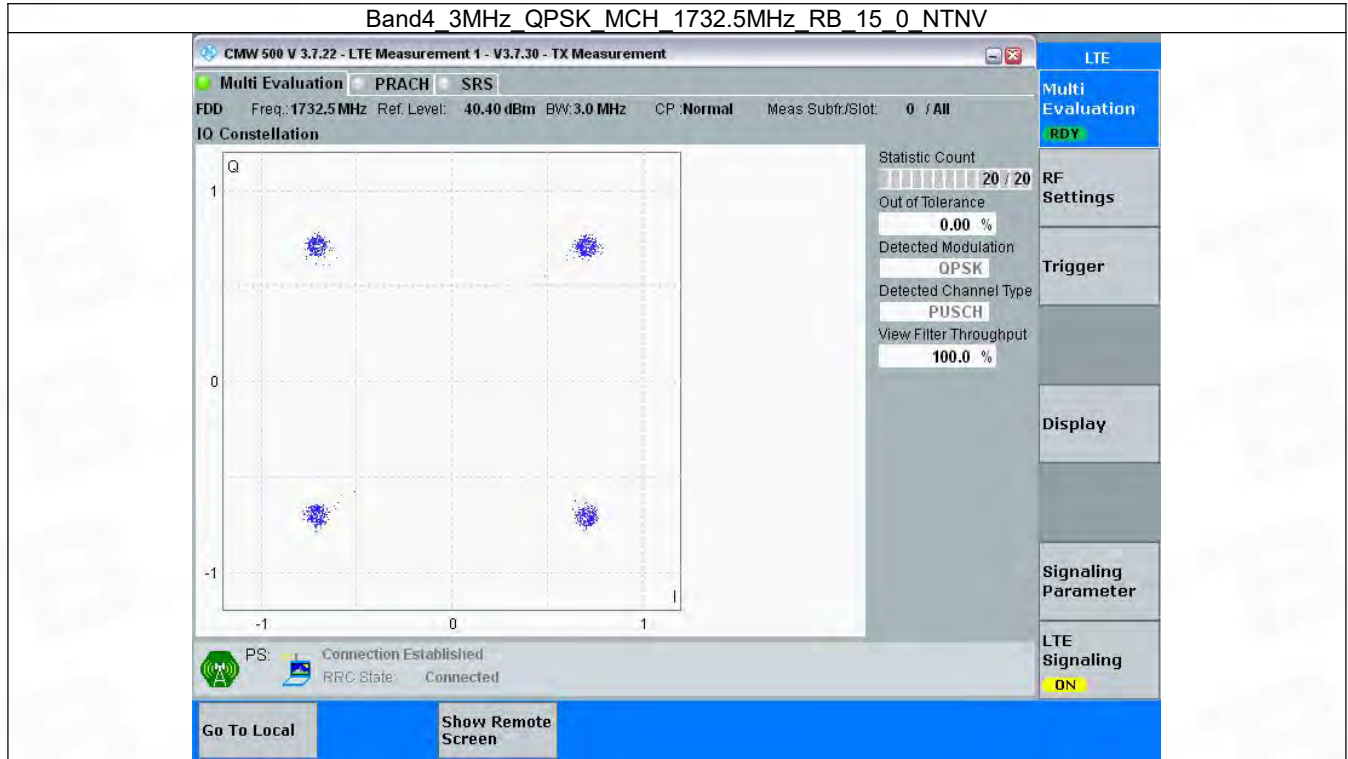 Band4_3MHz_QPSK_MCH_1732.5MHz_RB_15_0_NTNV
CMW 500 V 3.7.22 - LTE Measurement 1 - V3.7.30 - TX Measurement
LTE
Multi Evaluation PRACH SRS
Multi
Evaluation
RDY
FDD Freq.: 1732.5 MHz Ref. Level: 40.40 dBm BW: 3.0 MHz CP :Normal Meas Subfr./Slot: 0 / All
IQ Constellation
Q
1
0
-1
-1 0 1
I
Statistic Count
20 / 20
Out of Tolerance
0.00 %
Detected Modulation
QPSK
Detected Channel Type
PUSCH
View Filter Throughput
100.0 %
RF
Settings
Trigger
Display
Signaling
Parameter
LTE
Signaling
ON
PS: Connection Established
RRC State: Connected
Go To Local
Show Remote
Screen